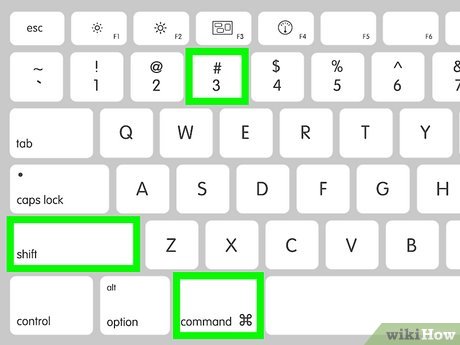 esc F1 F2 F3 F4 F5 F6
~ ! @ # $ % ^ &
` 1 2 3 4 5 6 7
tab Q W E R T Y
caps lock A S D F G H
shift Z X C V B
alt
control option command ⌘
wikiHow